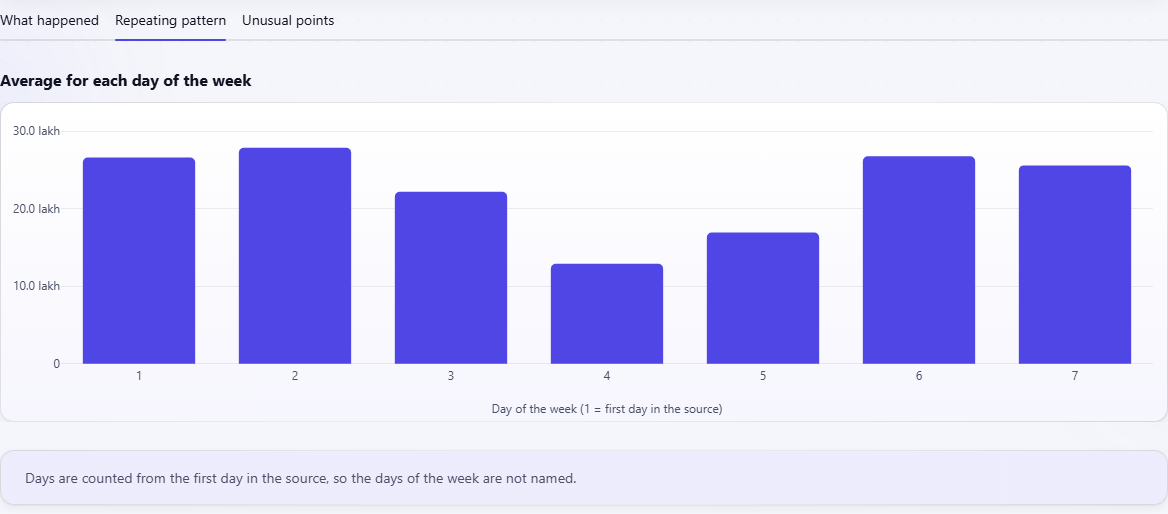 What happened Repeating pattern Unusual points
Average for each day of the week
30.0 lakh
20.0 lakh
10.0 lakh
0
1 2 3 4 5 6 7
Day of the week (1 = first day in the source)
Days are counted from the first day in the source, so the days of the week are not named.